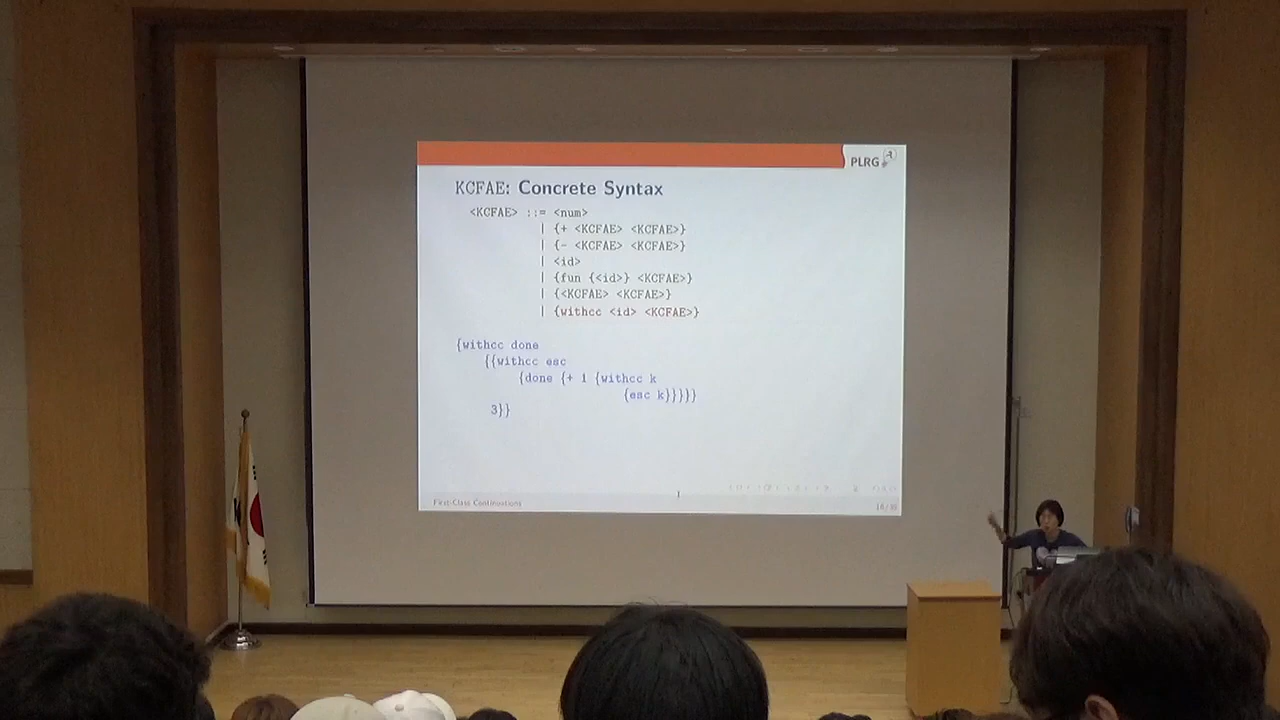 PLRG
KCFAE: Concrete Syntax
<KCFAE> ::= <num>
| {+ <KCFAE> <KCFAE>}
| {- <KCFAE> <KCFAE>}
| <id>
| {fun {<id>} <KCFAE>}
| {<KCFAE> <KCFAE>}
| {withcc <id> <KCFAE>}
{withcc done
{{withcc esc
{done {+ 1 {withcc k
{esc k}}}}}
3}}
First-Class Continuations